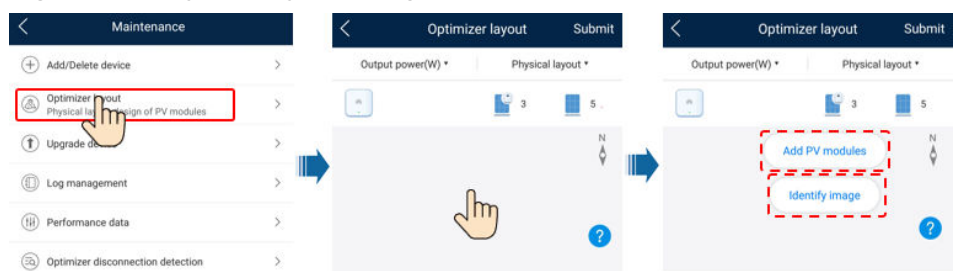 Maintenance
Add/Delete device
Optimizer layout
Physical design of PV modules
Upgrade
Log management
Performance data
Optimizer disconnection detection
Optimizer layout Submit
Output power(W) Physical layout
3 5
N
?
Optimizer layout Submit
Output power(W) Physical layout
3 5
N
Add PV modules
Identify image
?